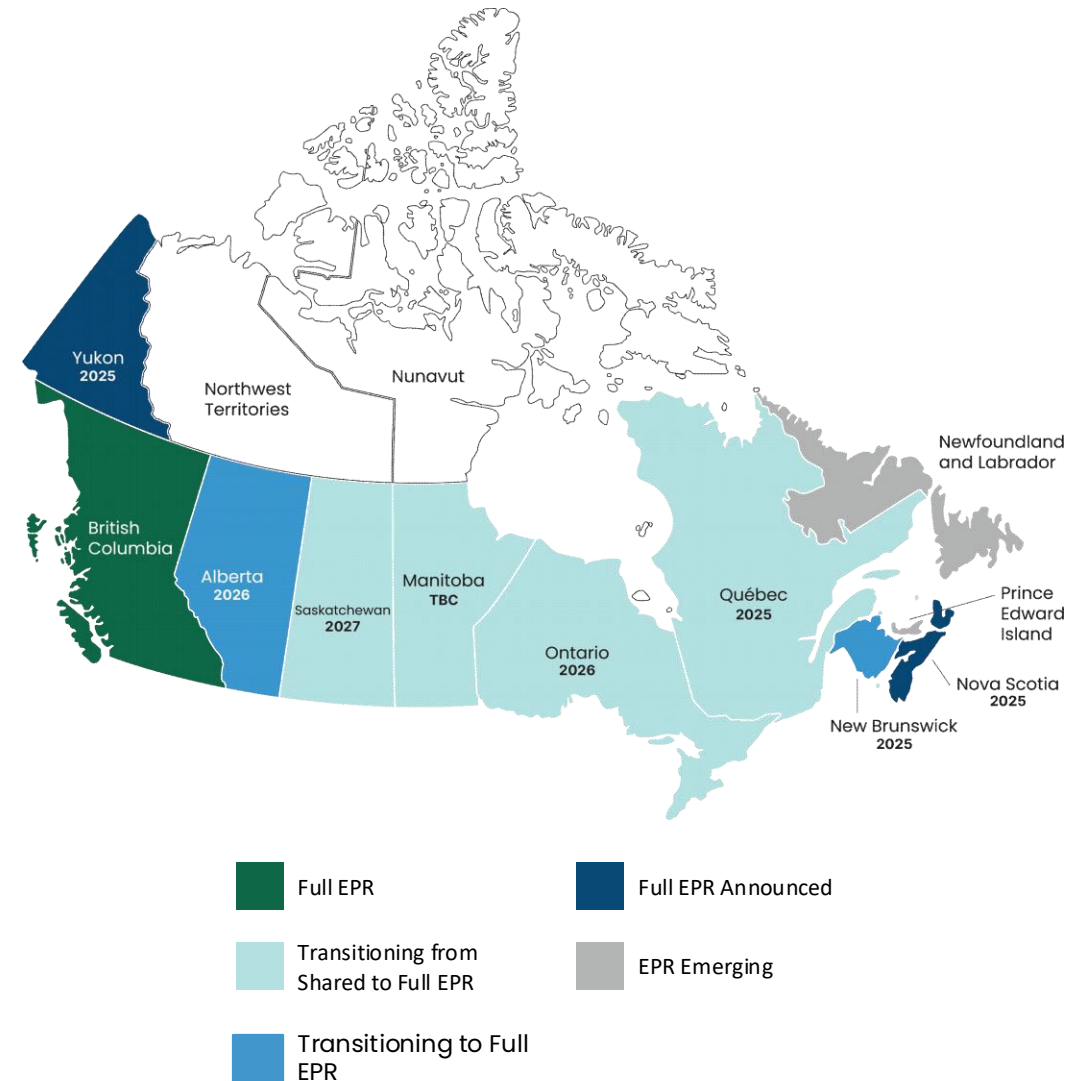 Yukon
2025
Northwest
Territories
Nunavut
Newfoundland
and Labrador
British
Columbia
Alberta
2026
Saskatchewan
2027
Manitoba
TBC
Ontario
2026
Québec
2025
Prince
Edward
Island
Nova Scotia
2025
New Brunswick
2025
Full EPR
Full EPR Announced
Transitioning from
Shared to Full EPR
EPR Emerging
Transitioning to Full
EPR